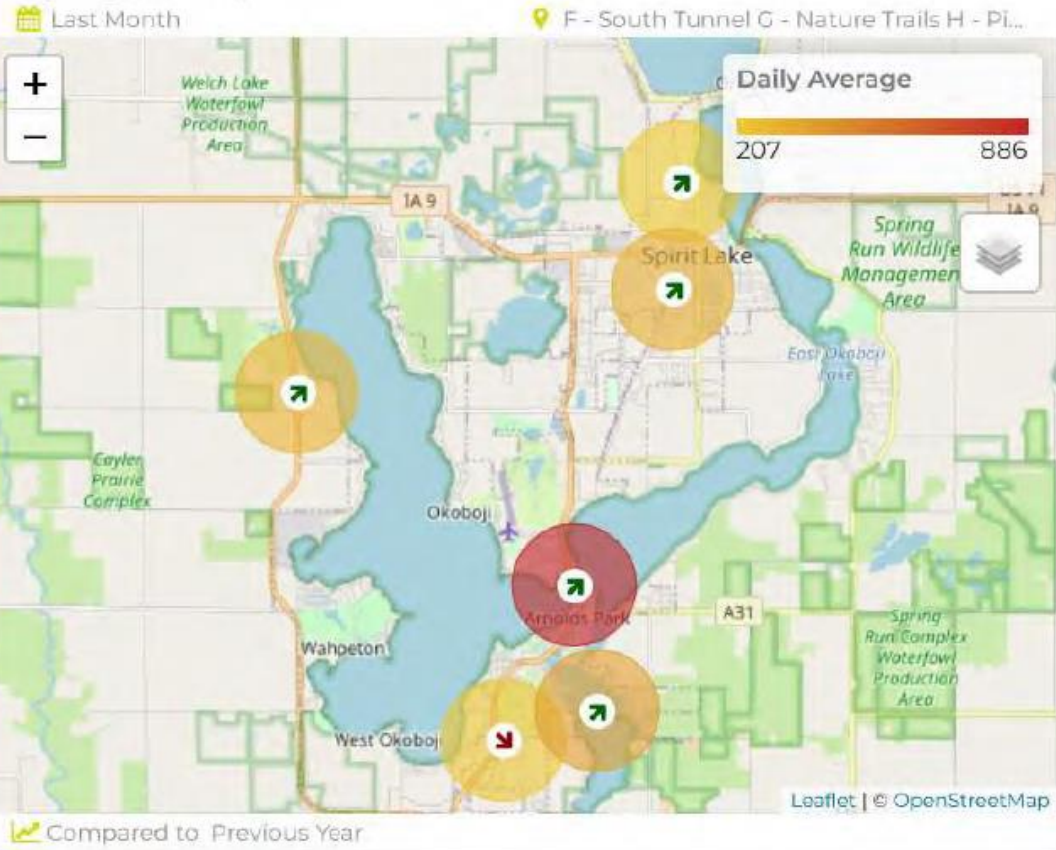 Last Month
F - South Tunnel G - Nature Trails H - Pi...
+
−
Welch Lake
Waterfowl
Production
Area
Daily Average
207 886
IA 9
IA 9
Spirit Lake
Spring
Run Wildlife
Managemen
Area
East Okoboji
Lake
Cayler
Prairie
Complex
Okoboji
Arnolds Park
A31
Wahpeton
Spring
Run Complex
Waterfowl
Production
Area
West Okoboji
Leaflet | © OpenStreetMap
Compared to Previous Year